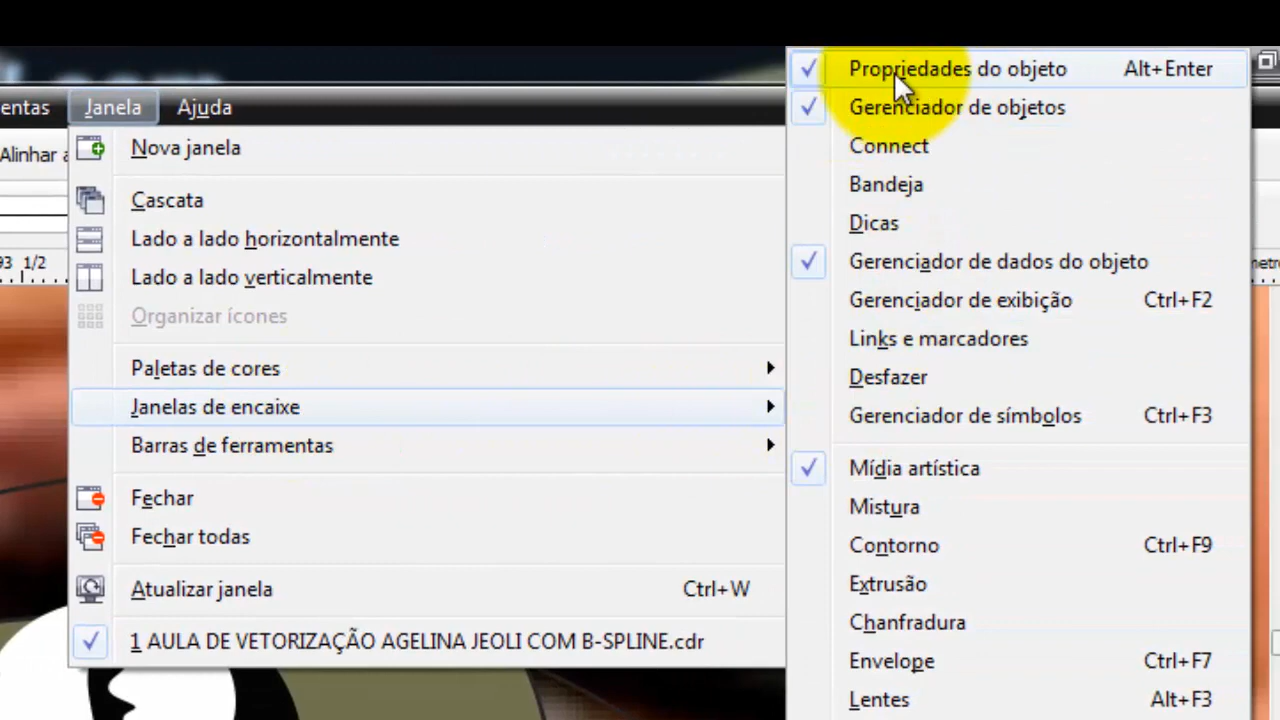 entas Janela Ajuda
Alinhar a
93 1/2
Nova janela
Cascata
Lado a lado horizontalmente
Lado a lado verticalmente
Organizar ícones
Paletas de cores
Janelas de encaixe
Barras de ferramentas
Fechar
Fechar todas
Atualizar janela Ctrl+W
1 AULA DE VETORIZAÇÃO AGELINA JEOLI COM B-SPLINE.cdr
Propriedades do objeto Alt+Enter
Gerenciador de objetos
Connect
Bandeja
Dicas
Gerenciador de dados do objeto
Gerenciador de exibição Ctrl+F2
Links e marcadores
Desfazer
Gerenciador de símbolos Ctrl+F3
Mídia artística
Mistura
Contorno Ctrl+F9
Extrusão
Chanfradura
Envelope Ctrl+F7
Lentes Alt+F3